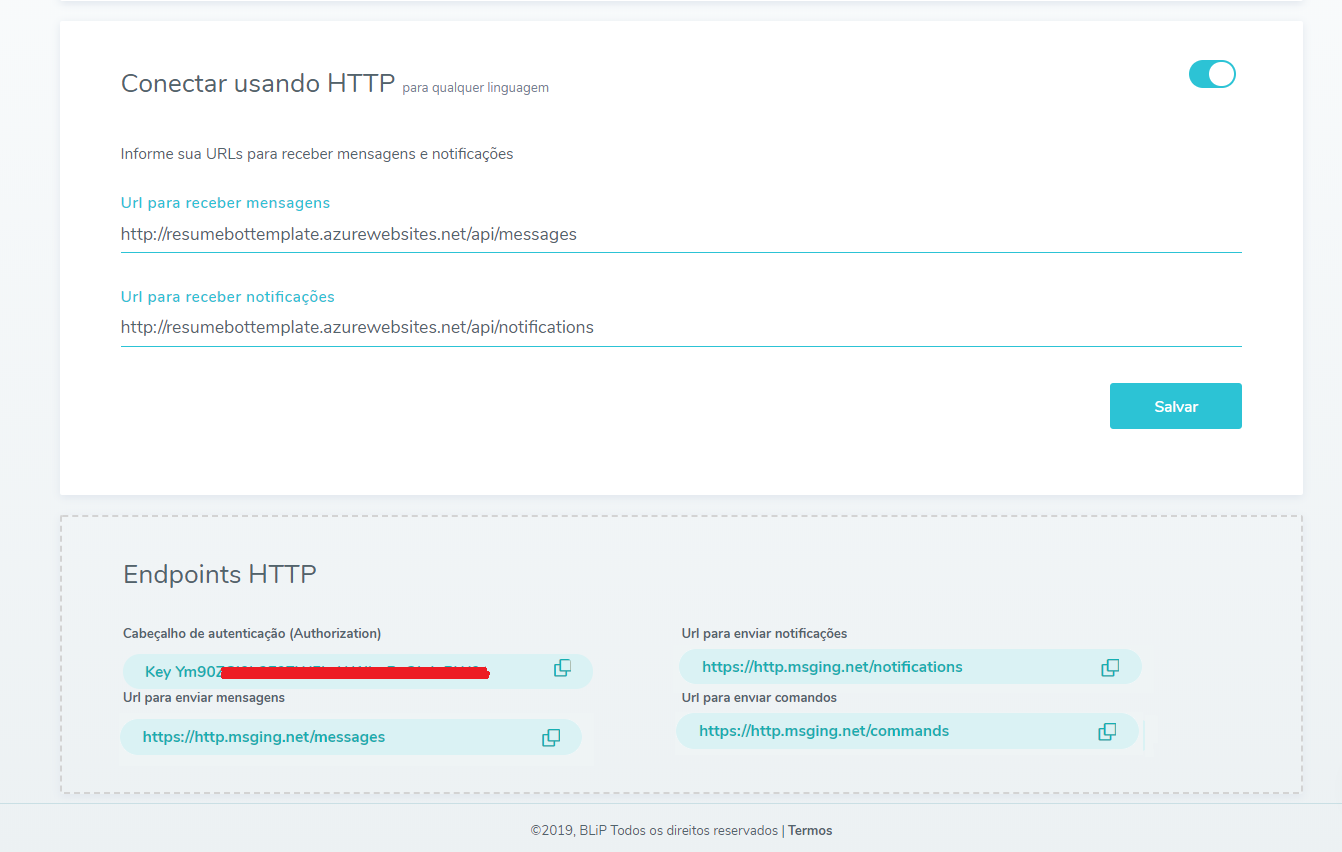 Conectar usando HTTP para qualquer linguagem
Informe sua URLs para receber mensagens e notificações
Url para receber mensagens
http://resumebottemplate.azurewebsites.net/api/messages
Url para receber notificações
http://resumebottemplate.azurewebsites.net/api/notifications
Salvar
Endpoints HTTP
Cabeçalho de autenticação (Authorization)
Key
Url para enviar mensagens
https://http.msging.net/messages
Url para enviar notificações
https://http.msging.net/notifications
Url para enviar comandos
https://http.msging.net/commands
©2019, BLiP Todos os direitos reservados | Termos